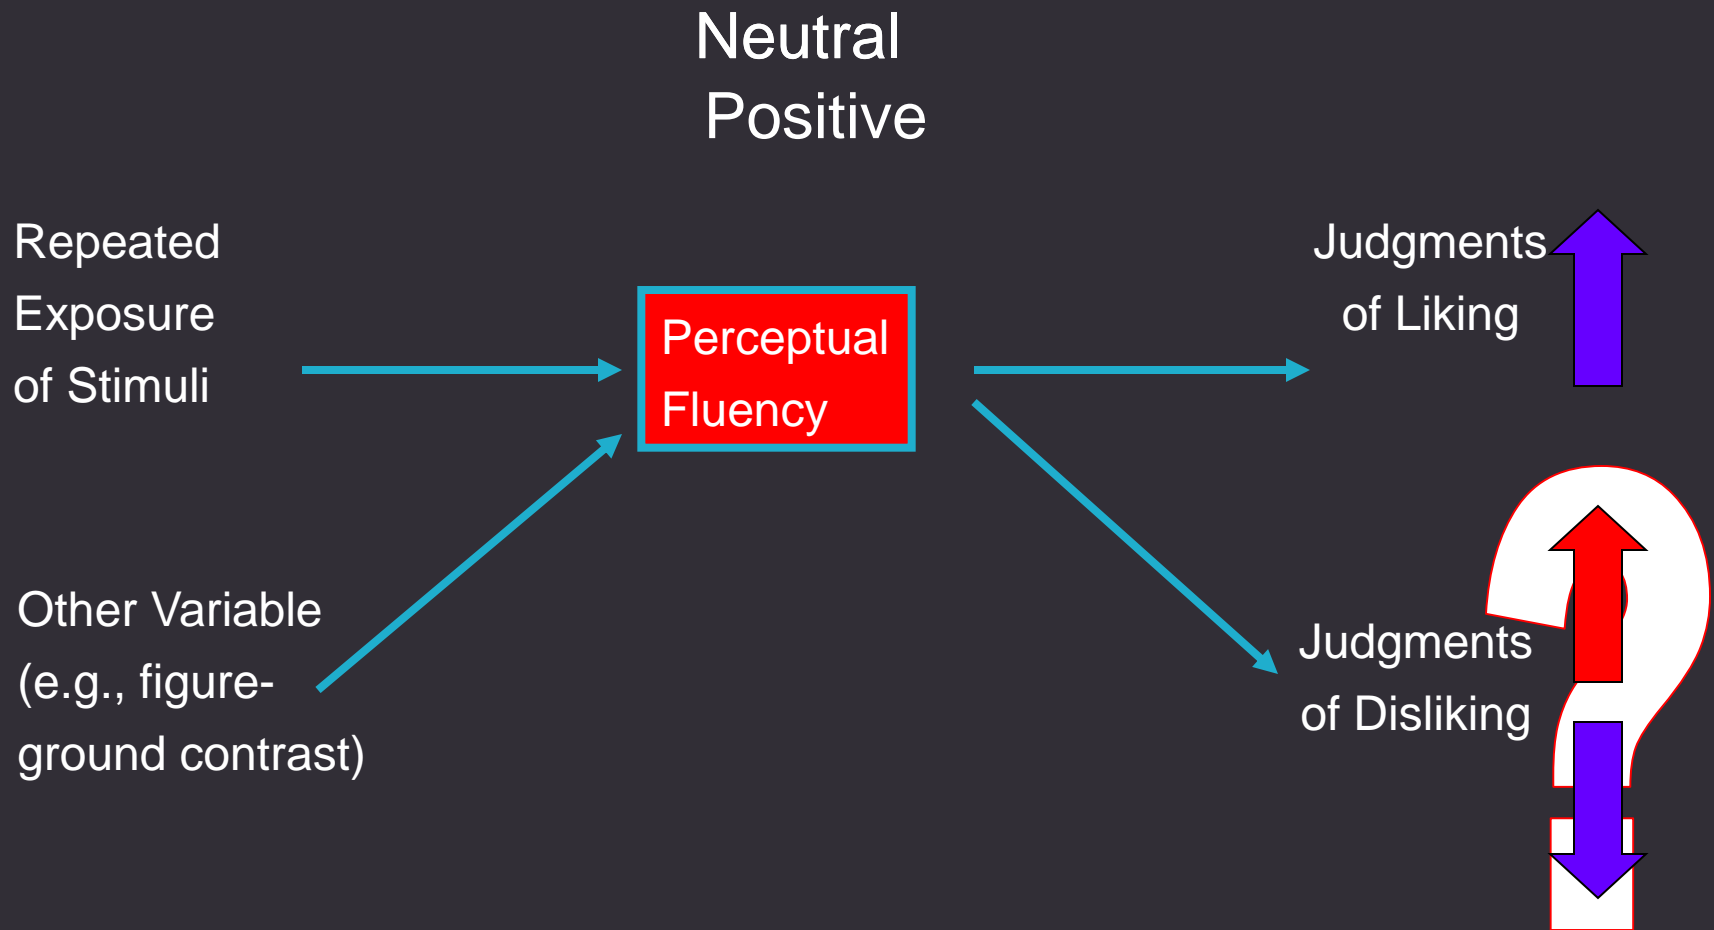 Neutral
Positive
Repeated
Exposure
of Stimuli
Perceptual
Fluency
Judgments
of Liking
Other Variable
(e.g., figure-
ground contrast)
Judgments
of Disliking
?